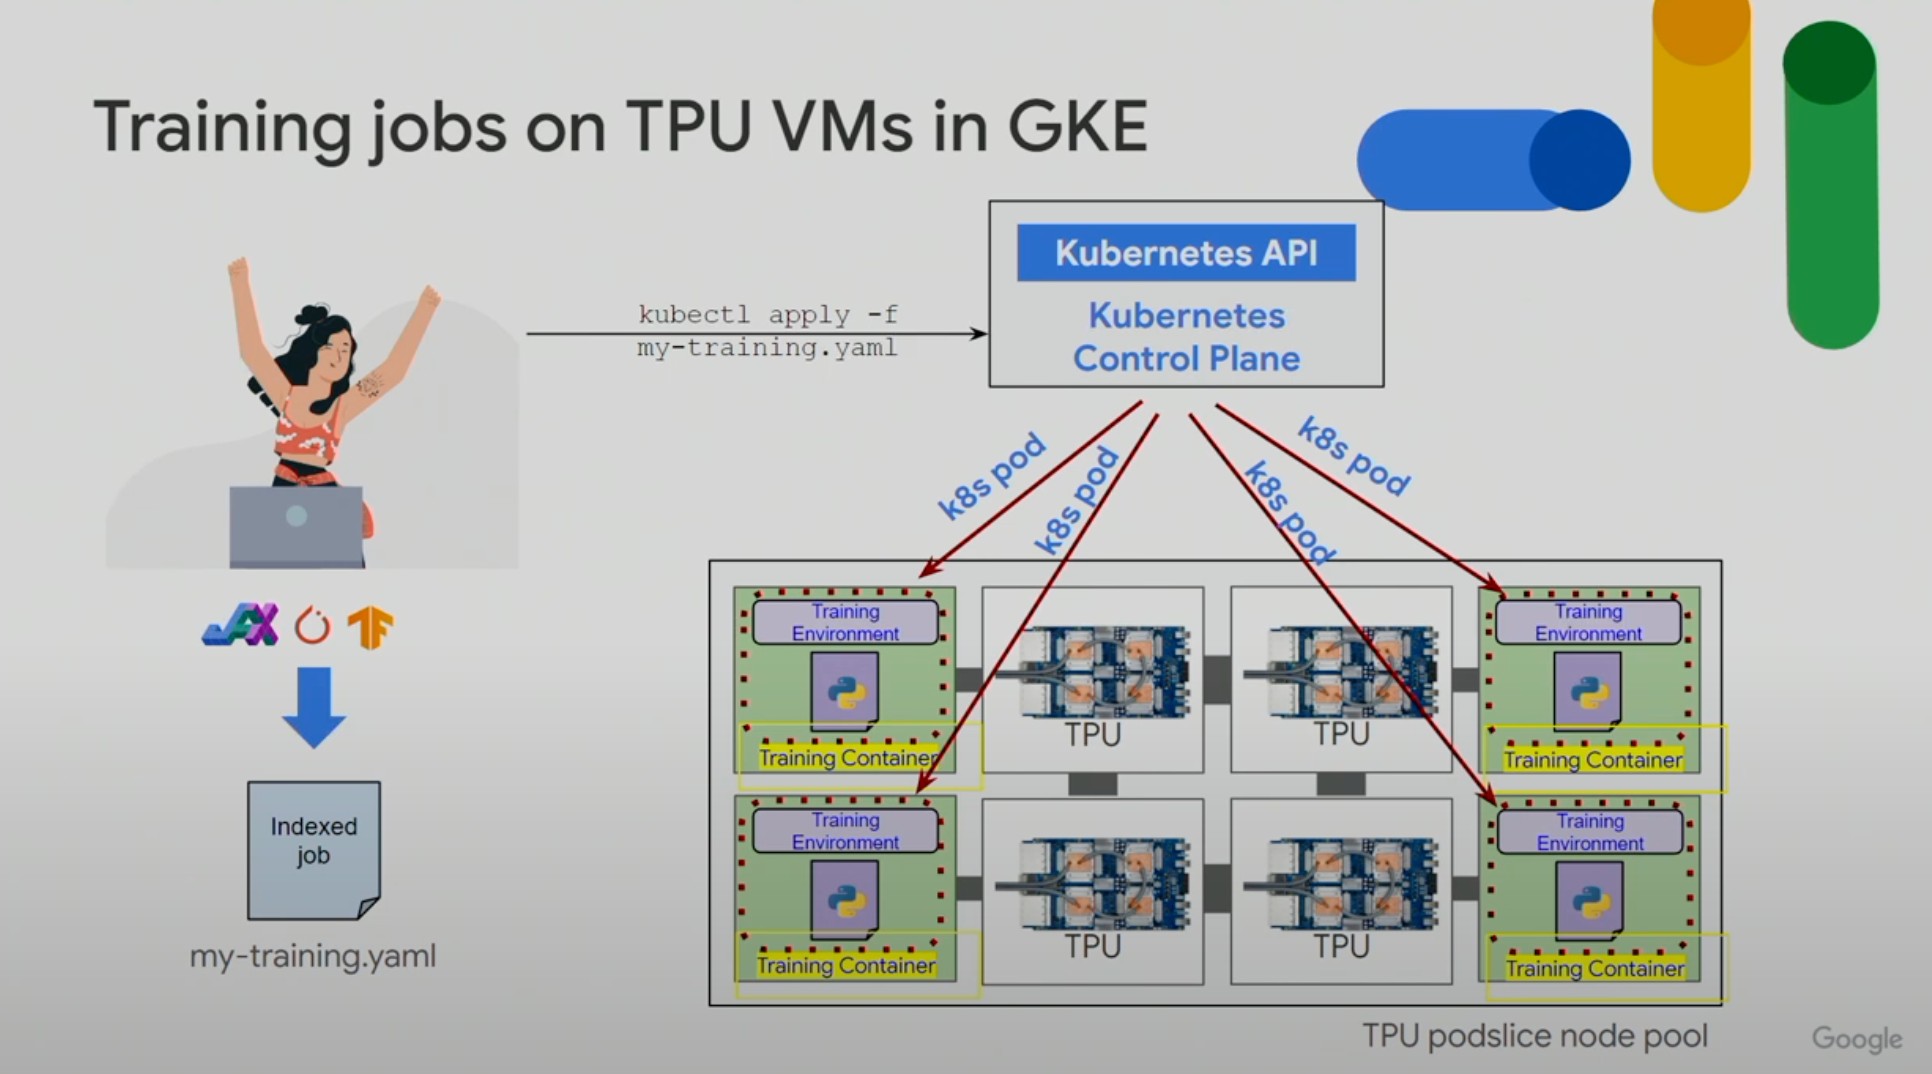 Training jobs on TPU VMs in GKE
kubectl apply -f
my-training.yaml
Kubernetes API
Kubernetes
Control Plane
k8s pod
k8s pod
k8s pod
k8s pod
JAX
TF
Indexed
job
my-training.yaml
Training
Environment
Training Container
TPU
TPU
Training
Environment
Training Container
Training
Environment
Training Container
TPU
TPU
Training
Environment
Training Container
TPU podslice node pool
Google